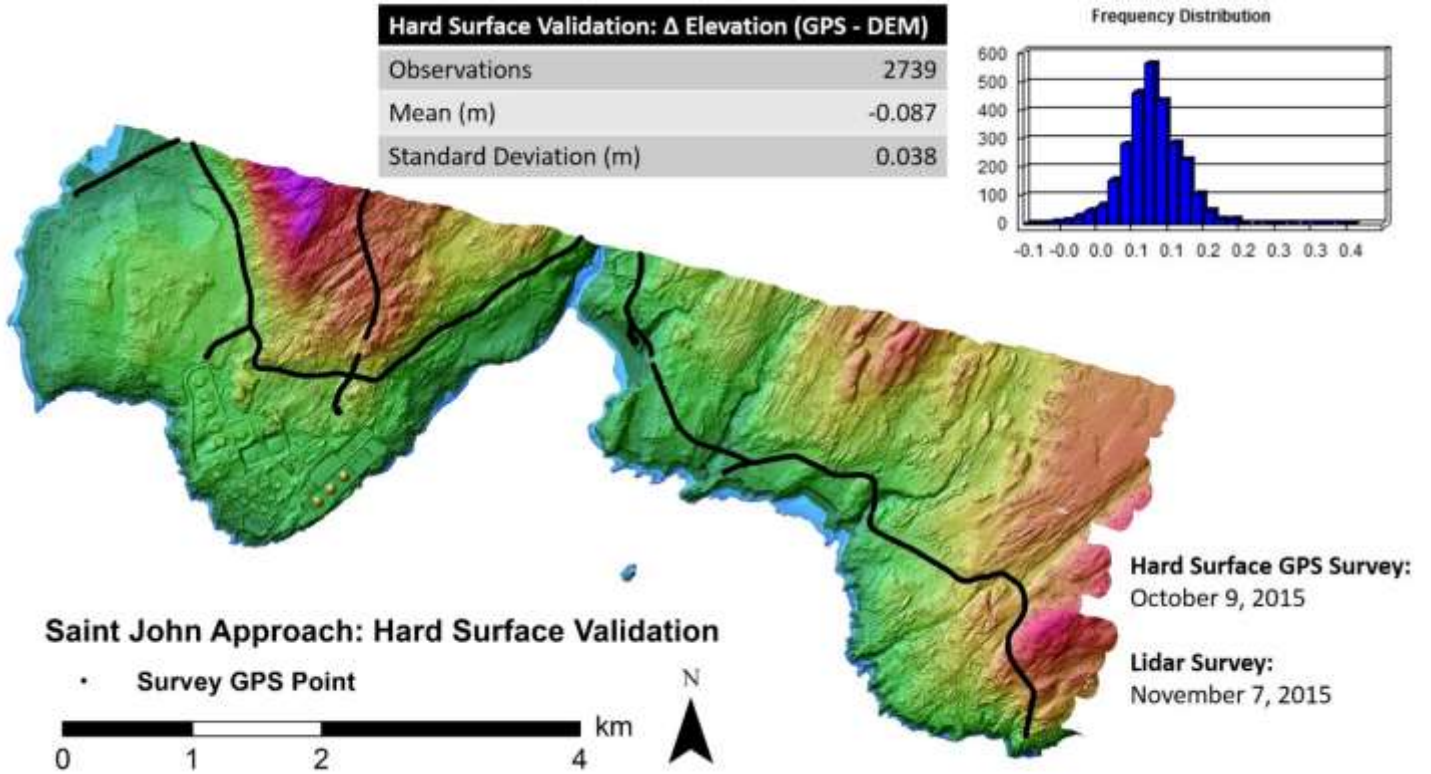 Hard Surface Validation: Δ Elevation (GPS - DEM)
Observations 2739
Mean (m) -0.087
Standard Deviation (m) 0.038
Frequency Distribution
600
500
400
300
200
100
0
-0.1 -0.0 0.0 0.1 0.1 0.2 0.2 0.3 0.3 0.4
Hard Surface GPS Survey:
October 9, 2015
Lidar Survey:
November 7, 2015
Saint John Approach: Hard Surface Validation
· Survey GPS Point
N
km
0 1 2 4